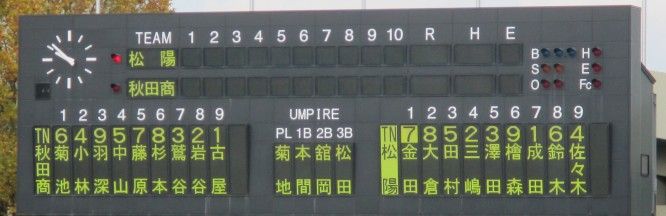 TEAM 1 2 3 4 5 6 7 8 9 10 R H E
松陽
秋田商
B H
S E
O Fc
1 2 3 4 5 6 7 8 9
TN 6 4 9 5 7 8 3 2 1
秋田商 菊池 小林 羽深 中山 藤原 杉本 鷲谷 岩谷 古屋
UMPIRE
PL 1B 2B 3B
菊地 本間 舘岡 松田
1 2 3 4 5 6 7 8 9
TN 7 8 5 2 3 9 1 6 4
松陽 金田 大倉 田村 三嶋 澤田 檜森 成田 鈴木 佐々木